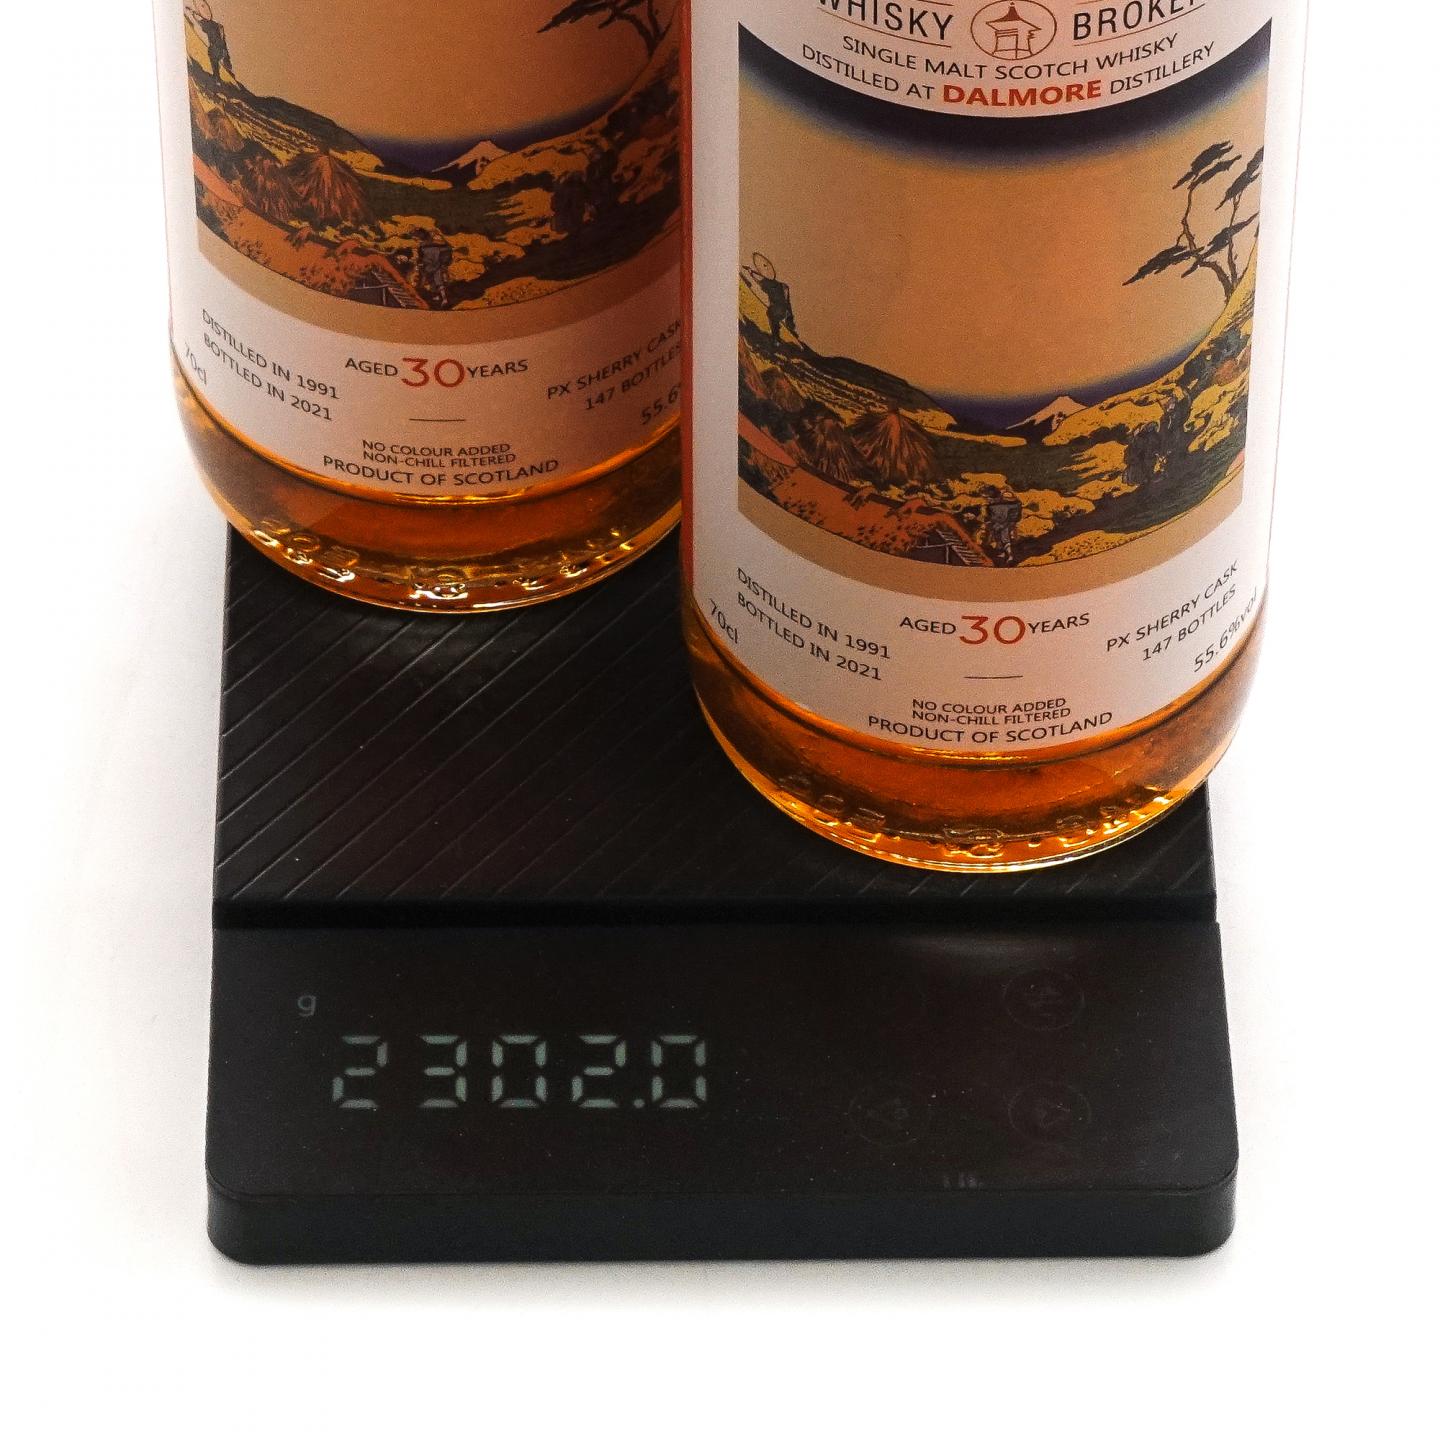 DISTILLED IN 1991
BOTTLED IN 2021
70cl
AGED 30 YEARS
PX SHERRY CASK
147 BOTTLES
55.6
NO COLOUR ADDED
NON-CHILL FILTERED
PRODUCT OF SCOTLAND
WHISKY BROKER
SINGLE MALT SCOTCH WHISKY
DISTILLED AT DALMORE DISTILLERY
DISTILLED IN 1991
BOTTLED IN 2021
70cl
AGED 30 YEARS
PX SHERRY CASK
147 BOTTLES
55.6%vol
NO COLOUR ADDED
NON-CHILL FILTERED
PRODUCT OF SCOTLAND
g
2302.0